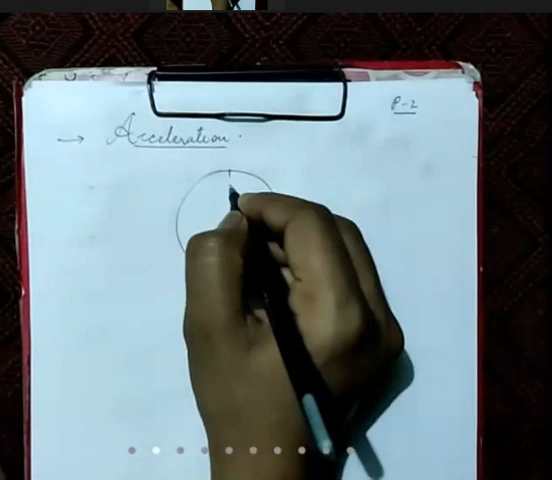 P-2
→ Acceleration.